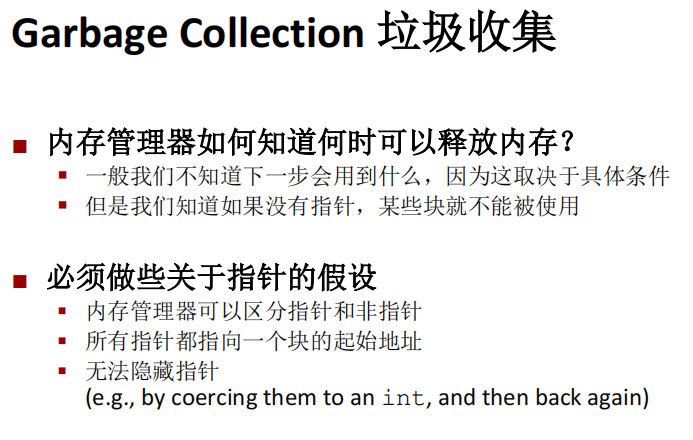 Garbage Collection 垃圾收集
内存管理器如何知道何时可以释放内存？
一般我们不知道下一步会用到什么，因为这取决于具体条件
但是我们知道如果没有指针，某些块就不能被使用
必须做些关于指针的假设
内存管理器可以区分指针和非指针
所有指针都指向一个块的起始地址
无法隐藏指针
(e.g., by coercing them to an int, and then back again)